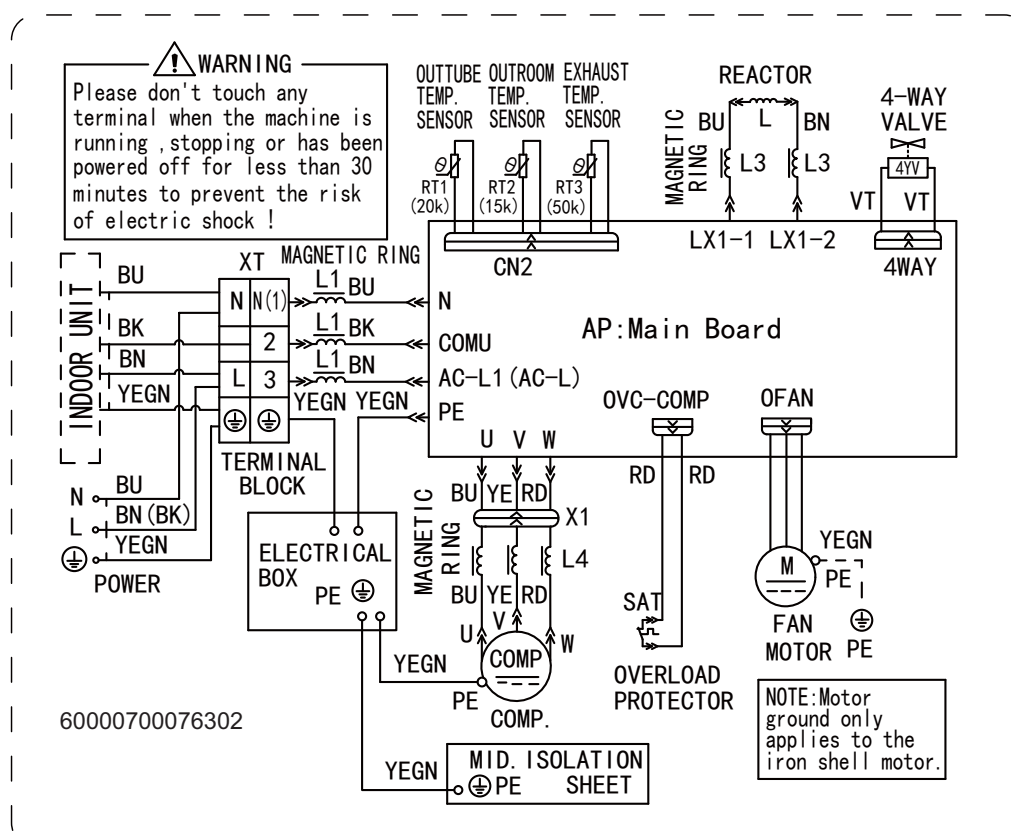 WARNING
Please don't touch any
terminal when the machine is
running ,stopping or has been
powered off for less than 30
minutes to prevent the risk
of electric shock !
OUTTUBE OUTROOM EXHAUST
TEMP. TEMP. TEMP.
SENSOR SENSOR SENSOR
θ θ θ
RT1 RT2 RT3
(20k) (15k) (50k)
CN2
REACTOR
MAGNETIC
RING
BU L BN
L3 L3
LX1-1 LX1-2
4-WAY
VALVE
4YV
VT VT
4WAY
INDOOR UNIT
BU
BK
BN
YEGN
XT
N N(1)
2
L 3
TERMINAL
BLOCK
MAGNETIC RING
L1 BU
L1 BK
L1 BN
YEGN YEGN
N
COMU
AC-L1(AC-L)
PE
AP:Main Board
U V W
OVC-COMP
OFAN
N BU
L BN(BK)
YEGN
POWER
ELECTRICAL
BOX
PE
MAGNETIC
RING
BU YE RD
X1
L4
BU YE RD
U V W
COMP
COMP.
PE
YEGN
RD RD
SAT
OVERLOAD
PROTECTOR
M
FAN
MOTOR
YEGN
PE
PE
60000700076302
YEGN
MID. ISOLATION
PE SHEET
NOTE:Motor
ground only
applies to the
iron shell motor.